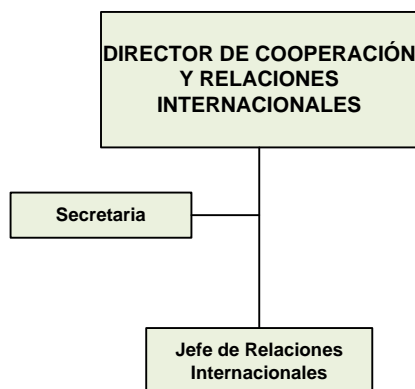 DIRECTOR DE COOPERACIÓN
Y RELACIONES
INTERNACIONALES
Secretaria
Jefe de Relaciones
Internacionales